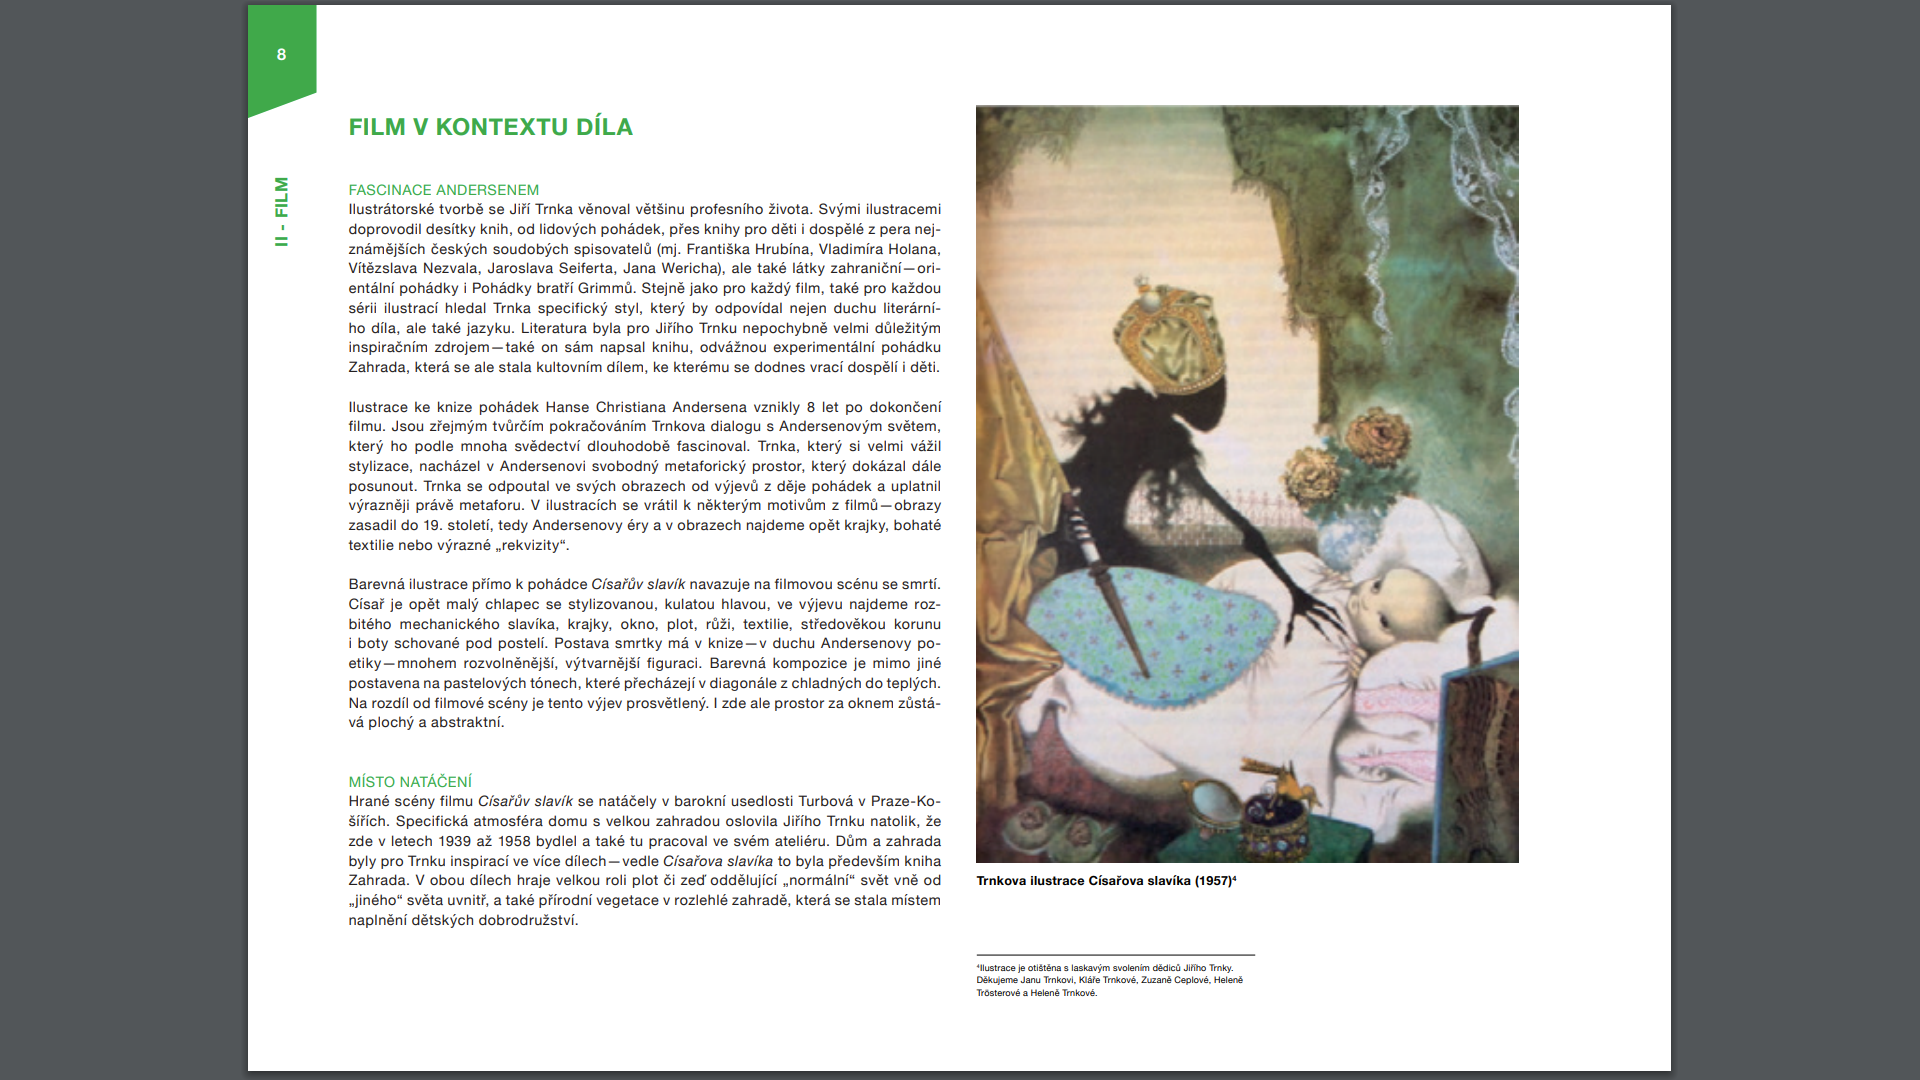 8
II - FILM
FILM V KONTEXTU DÍLA
FASCINACE ANDERSENEM
Ilustrátorské tvorbě se Jiří Trnka věnoval většinu profesního života. Svými ilustracemi
doprovodil desítky knih, od lidových pohádek, přes knihy pro děti i dospělé z pera nej-
známějších českých soudobých spisovatelů (mj. Františka Hrubína, Vladimíra Holana,
Vítězslava Nezvala, Jaroslava Seiferta, Jana Wericha), ale také látky zahraniční—ori-
entální pohádky i Pohádky bratří Grimmů. Stejně jako pro každý film, také pro každou
sérii ilustrací hledal Trnka specifický styl, který by odpovídal nejen duchu literární-
ho díla, ale také jazyku. Literatura byla pro Jiřího Trnku nepochybně velmi důležitým
inspiračním zdrojem—také on sám napsal knihu, odvážnou experimentální pohádku
Zahrada, která se ale stala kultovním dílem, ke kterému se dodnes vrací dospělí i děti.
Ilustrace ke knize pohádek Hanse Christiana Andersena vznikly 8 let po dokončení
filmu. Jsou zřejmým tvůrčím pokračováním Trnkova dialogu s Andersenovým světem,
který ho podle mnoha svědectví dlouhodobě fascinoval. Trnka, který si velmi vážil
stylizace, nacházel v Andersenovi svobodný metaforický prostor, který dokázal dále
posunout. Trnka se odpoutal ve svých obrazech od výjevů z děje pohádek a uplatnil
výrazněji právě metaforu. V ilustracích se vrátil k některým motivům z filmů—obrazy
zasadil do 19. století, tedy Andersenovy éry a v obrazech najdeme opět krajky, bohaté
textilie nebo výrazné „rekvizity“.
Barevná ilustrace přímo k pohádce Císařův slavík navazuje na filmovou scénu se smrtí.
Císař je opět malý chlapec se stylizovanou, kulatou hlavou, ve výjevu najdeme roz-
bitého mechanického slavíka, krajky, okno, plot, růži, textilie, středověkou korunu
i boty schované pod postelí. Postava smrtky má v knize—v duchu Andersenovy po-
etiky—mnohem rozvolněnější, výtvarnější figuraci. Barevná kompozice je mimo jiné
postavena na pastelových tónech, které přecházejí v diagonále z chladných do teplých.
Na rozdíl od filmové scény je tento výjev prosvětlený. I zde ale prostor za oknem zůstá-
vá plochý a abstraktní.
MÍSTO NATÁČENÍ
Hrané scény filmu Císařův slavík se natáčely v barokní usedlosti Turbová v Praze-Ko-
šířích. Specifická atmosféra domu s velkou zahradou oslovila Jiřího Trnku natolik, že
zde v letech 1939 až 1958 bydlel a také tu pracoval ve svém ateliéru. Dům a zahrada
byly pro Trnku inspirací ve více dílech—vedle Císařova slavíka to byla především kniha
Zahrada. V obou dílech hraje velkou roli plot či zeď oddělující „normální“ svět vně od
„jiného“ světa uvnitř, a také přírodní vegetace v rozlehlé zahradě, která se stala místem
naplnění dětských dobrodružství.
Trnkova ilustrace Císařova slavíka (1957)⁴
⁴Ilustrace je otištěna s laskavým svolením dědiců Jiřího Trnky.
Děkujeme Janu Trnkovi, Kláře Trnkové, Zuzaně Ceplové, Heleně
Trösterové a Heleně Trnkové.